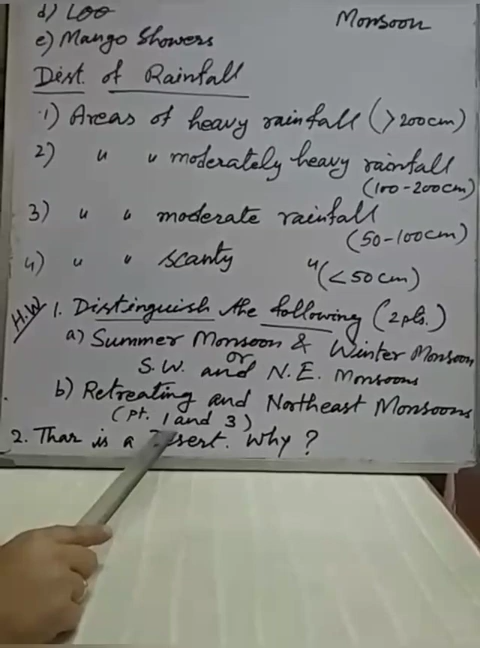 d) Loo
Monsoon
e) Mango Showers
Dist. of Rainfall
1) Areas of heavy rainfall (>200cm)
2) " " moderately heavy rainfall
(100-200cm)
3) " " moderate rainfall
(50-100cm)
4) " " scanty " (<50cm)
H.W 1. Distinguish the following (2 pts.)
a) Summer Monsoon & Winter Monsoon
or
S.W. and N.E. Monsoons
b) Retreating and Northeast Monsoons
(pt. 1 and 3)
2. Thar is a Desert. Why?